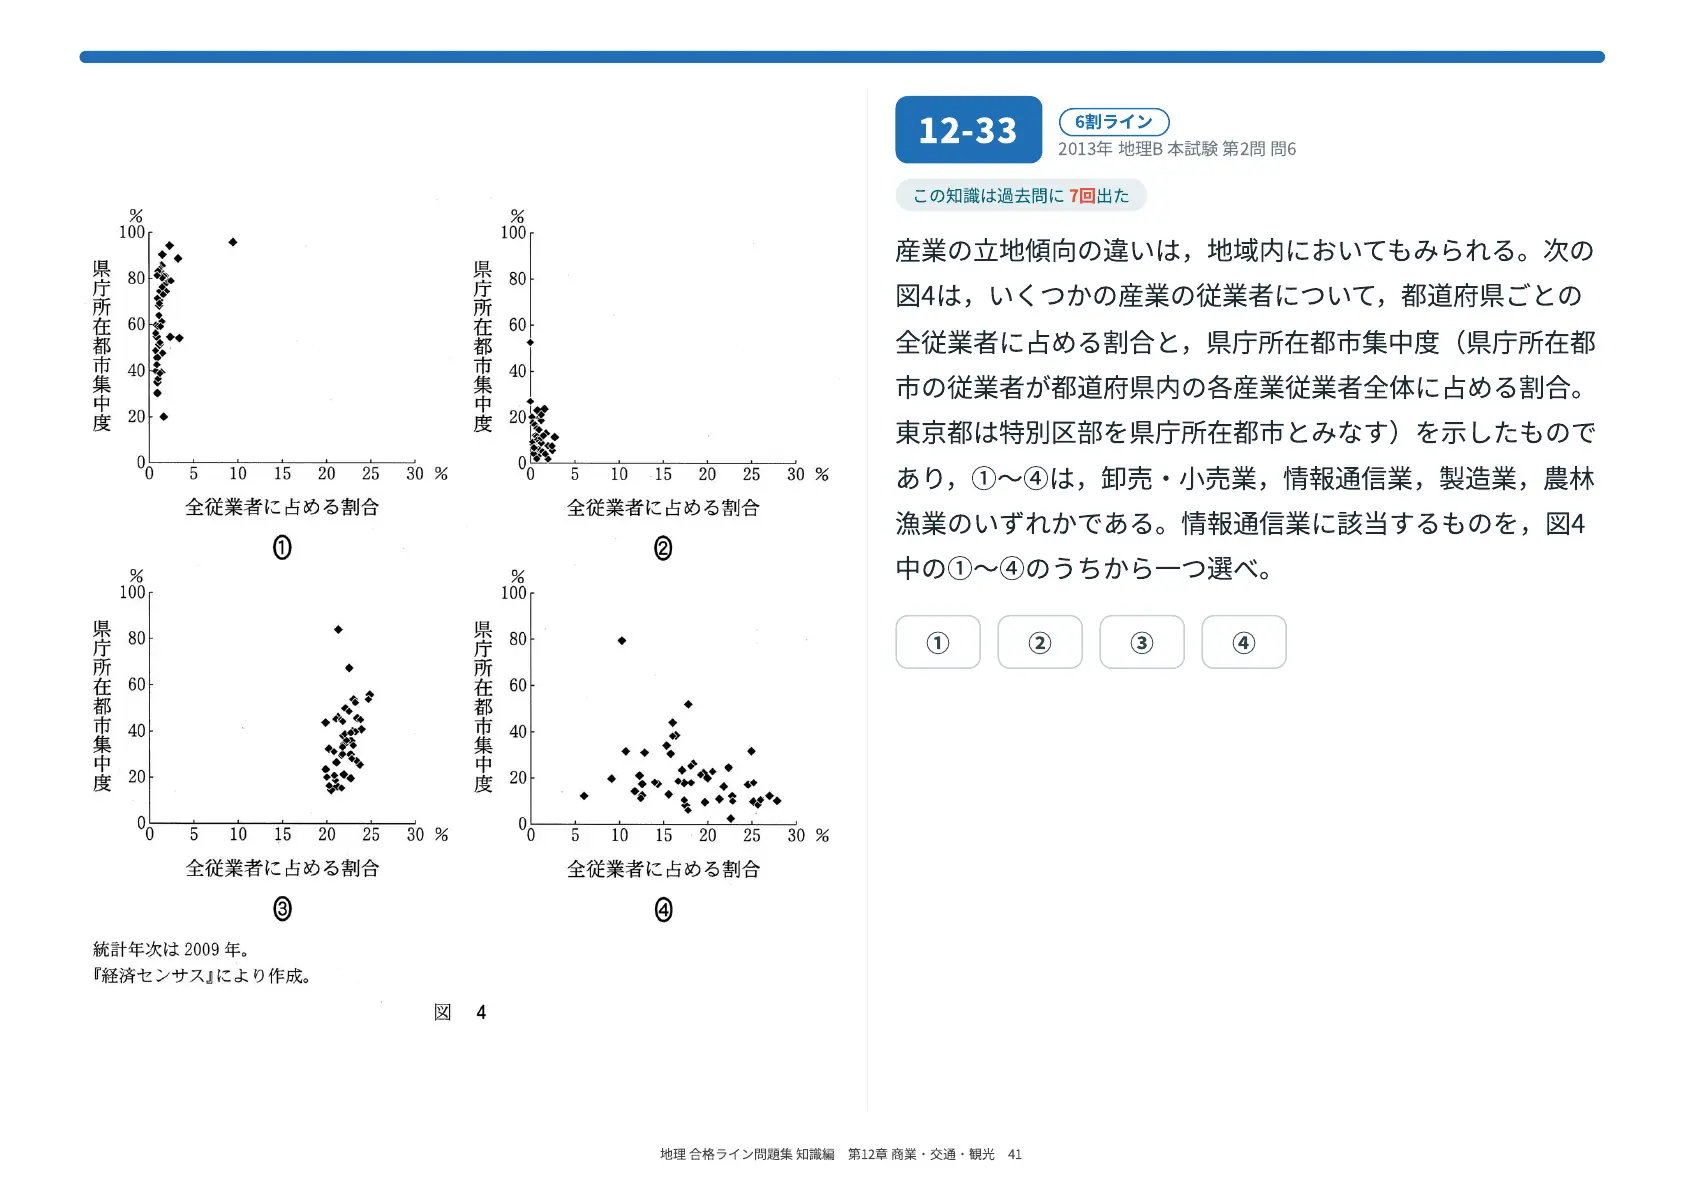 %
100
80
60
40
20
0
県庁所在都市集中度
0 5 10 15 20 25 30 %
全従業者に占める割合
①
%
100
80
60
40
20
0
県庁所在都市集中度
0 5 10 15 20 25 30 %
全従業者に占める割合
②
%
100
80
60
40
20
0
県庁所在都市集中度
0 5 10 15 20 25 30 %
全従業者に占める割合
③
%
100
80
60
40
20
0
県庁所在都市集中度
0 5 10 15 20 25 30 %
全従業者に占める割合
④
統計年次は 2009 年。
『経済センサス』により作成。
図 4
12-33
6割ライン
2013年 地理B 本試験 第2問 問6
この知識は過去問に 7回出た
産業の立地傾向の違いは，地域内においてもみられる。次の
図4は，いくつかの産業の従業者について，都道府県ごとの
全従業者に占める割合と，県庁所在都市集中度（県庁所在都
市の従業者が都道府県内の各産業従業者全体に占める割合。
東京都は特別区部を県庁所在都市とみなす）を示したもので
あり，①～④は，卸売・小売業，情報通信業，製造業，農林
漁業のいずれかである。情報通信業に該当するものを，図4
中の①～④のうちから一つ選べ。
① ② ③ ④
地理 合格ライン問題集 知識編 第12章 商業・交通・観光 41